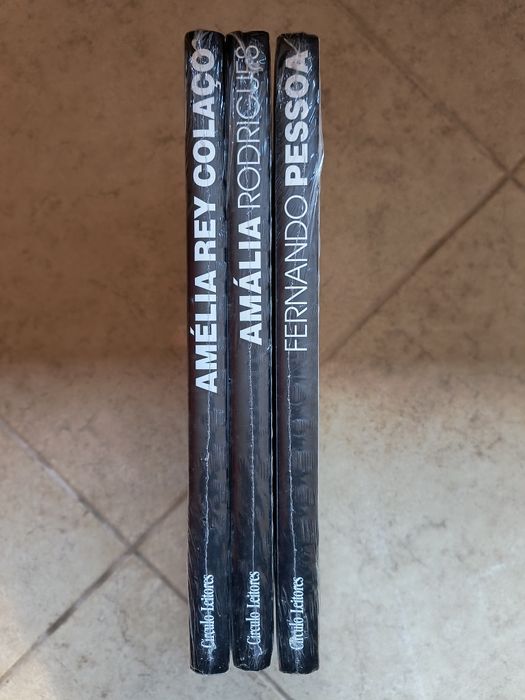 AMÉLIA REY COLAÇO
Círculo Leitores
AMÁLIA RODRIGUES
Círculo Leitores
FERNANDO PESSOA
Círculo Leitores